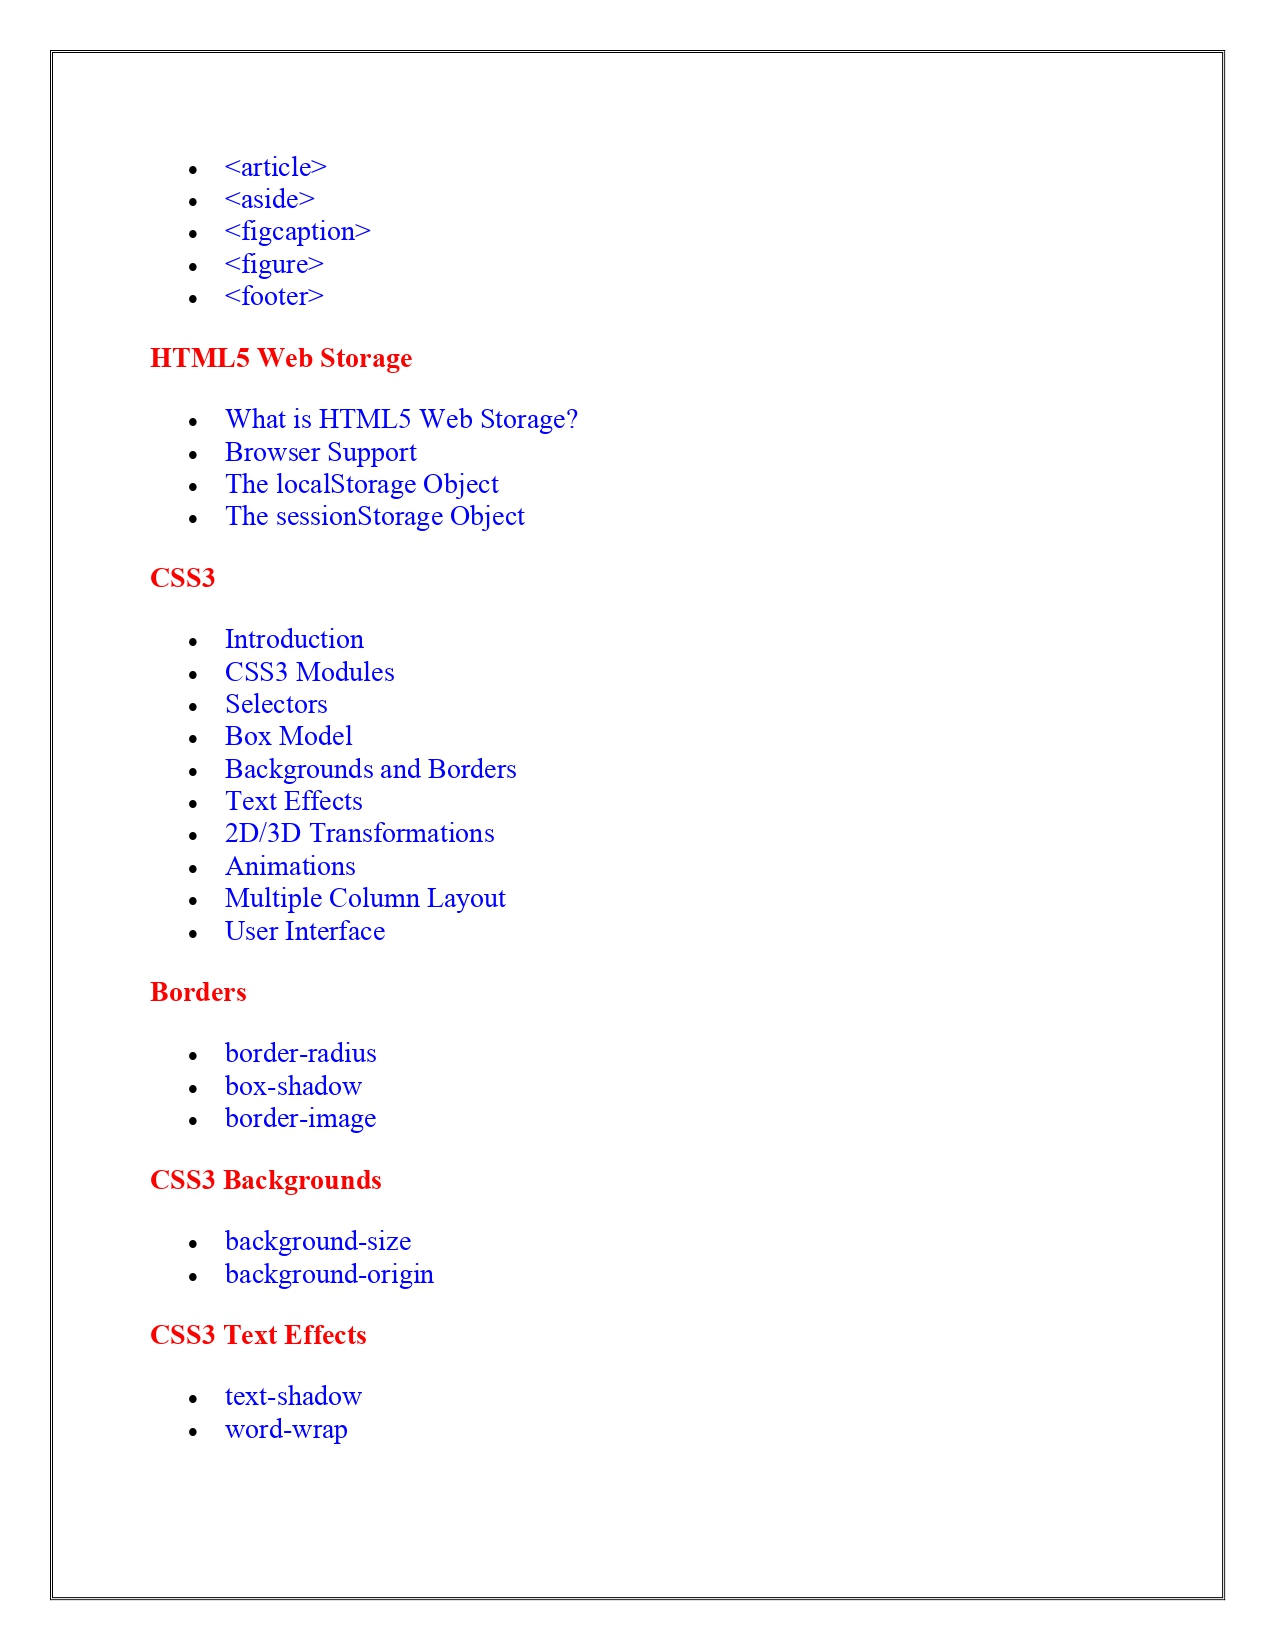 • <article>
• <aside>
• <figcaption>
• <figure>
• <footer>
HTML5 Web Storage
• What is HTML5 Web Storage?
• Browser Support
• The localStorage Object
• The sessionStorage Object
CSS3
• Introduction
• CSS3 Modules
• Selectors
• Box Model
• Backgrounds and Borders
• Text Effects
• 2D/3D Transformations
• Animations
• Multiple Column Layout
• User Interface
Borders
• border-radius
• box-shadow
• border-image
CSS3 Backgrounds
• background-size
• background-origin
CSS3 Text Effects
• text-shadow
• word-wrap